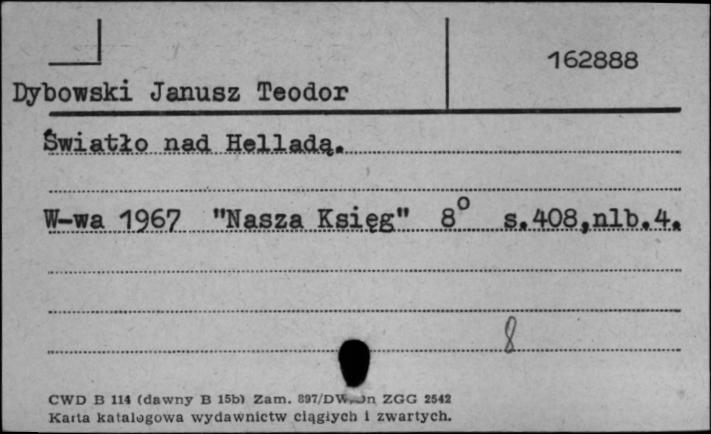 162888
Dybowski Janusz Teodor
Światło nad Helladą.
W-wa 1967 "Nasza Księg" 8° s.408,nlb.4.
8
CWD B 114 (dawny B 15b) Zam. 897/DW. ZGG 2542
Karta katalogowa wydawnictw ciągłych i zwartych.